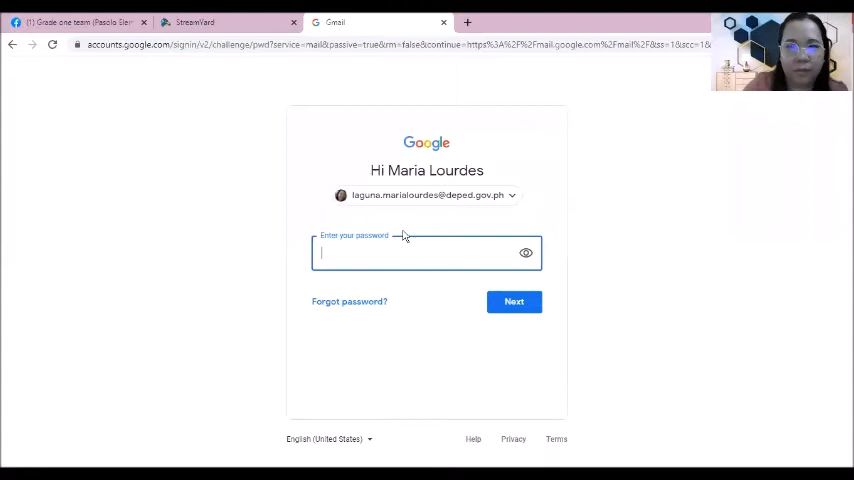 (1) Grade one team (Pasolo Elem
StreamYard
Gmail
accounts.google.com/signin/v2/challenge/pwd?service=mail&passive=true&rm=false&continue=https%3A%2F%2Fmail.google.com%2Fmail%2F&ss=1&scc=1&
Google
Hi Maria Lourdes
laguna.marialourdes@deped.gov.ph
Enter your password
Forgot password?
Next
English (United States)
Help
Privacy
Terms